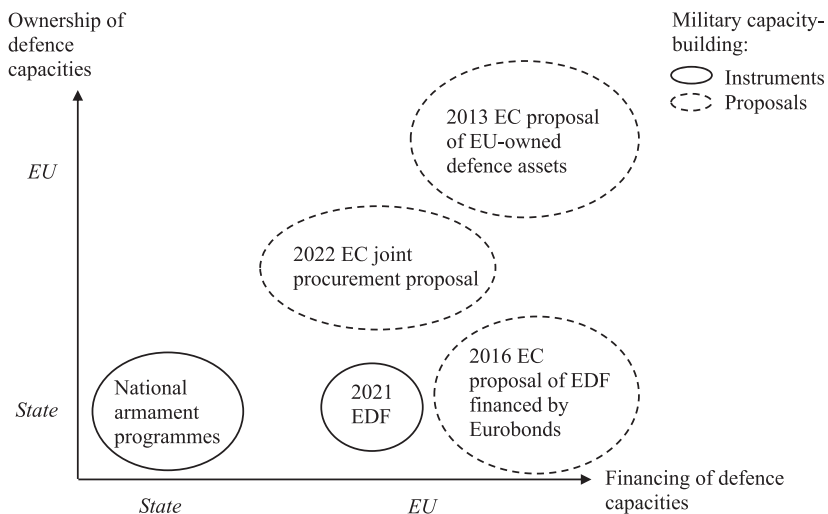 Ownership of
defence
capacities
Military capacity-
building:
Instruments
Proposals
2013 EC proposal
of EU-owned
defence assets
EU
2022 EC joint
procurement proposal
National
armament
programmes
2021
EDF
2016 EC
proposal of EDF
financed by
Eurobonds
State
Financing of defence
capacities
State
EU